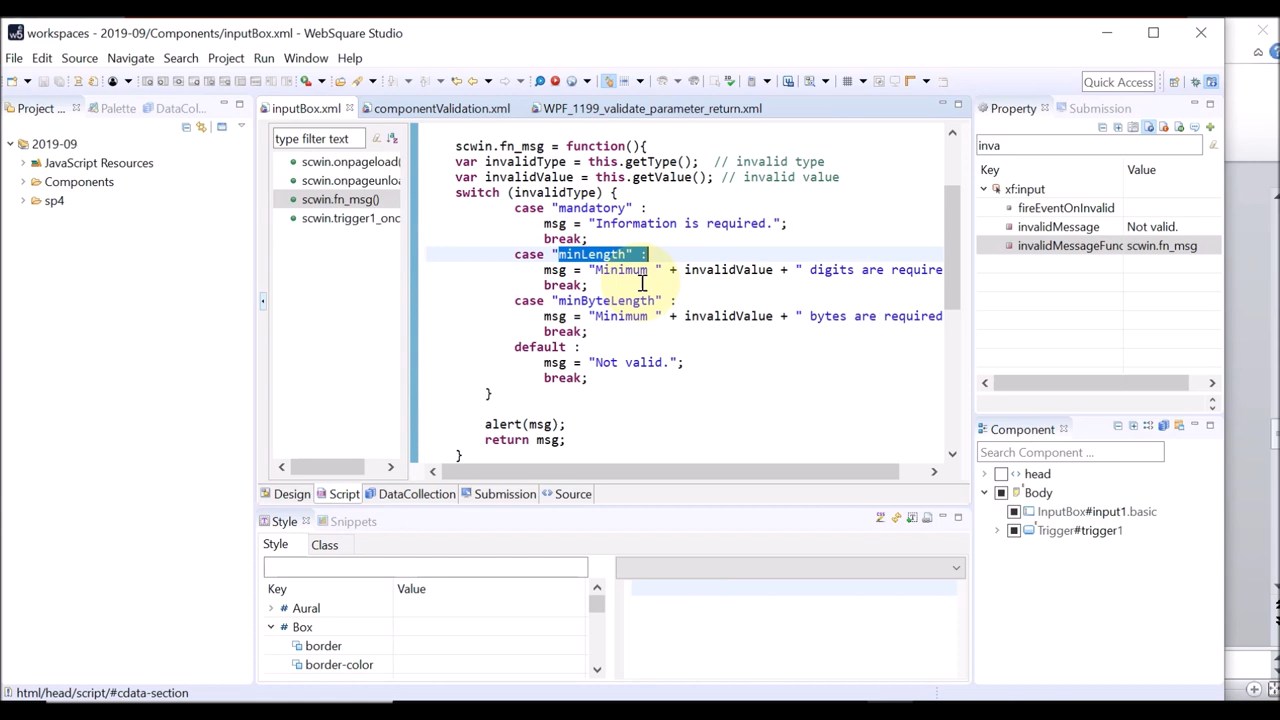 workspaces - 2019-09/Components/inputBox.xml - WebSquare Studio
File Edit Source Navigate Search Project Run Window Help
Quick Access
Project ...
Palette
DataCol...
2019-09
JavaScript Resources
Components
sp4
inputBox.xml
componentValidation.xml
WPF_1199_validate_parameter_return.xml
type filter text
scwin.onpageload(
scwin.onpageunloa
scwin.fn_msg()
scwin.trigger1_onc
scwin.fn_msg = function(){
var invalidType = this.getType(); // invalid type
var invalidValue = this.getValue(); // invalid value
switch (invalidType) {
case "mandatory" :
msg = "Information is required.";
break;
case "minLength" :
msg = "Minimum " + invalidValue + " digits are require
break;
case "minByteLength" :
msg = "Minimum " + invalidValue + " bytes are required
break;
default :
msg = "Not valid.";
break;
}
alert(msg);
return msg;
}
Design Script DataCollection Submission Source
Style
Snippets
Style
Class
Key Value
Aural
Box
border
border-color
Property
Submission
inva
Key Value
xf:input
fireEventOnInvalid
invalidMessage Not valid.
invalidMessageFunc scwin.fn_msg
Component
Search Component ...
head
Body
InputBox#input1.basic
Trigger#trigger1
html/head/script/#cdata-section